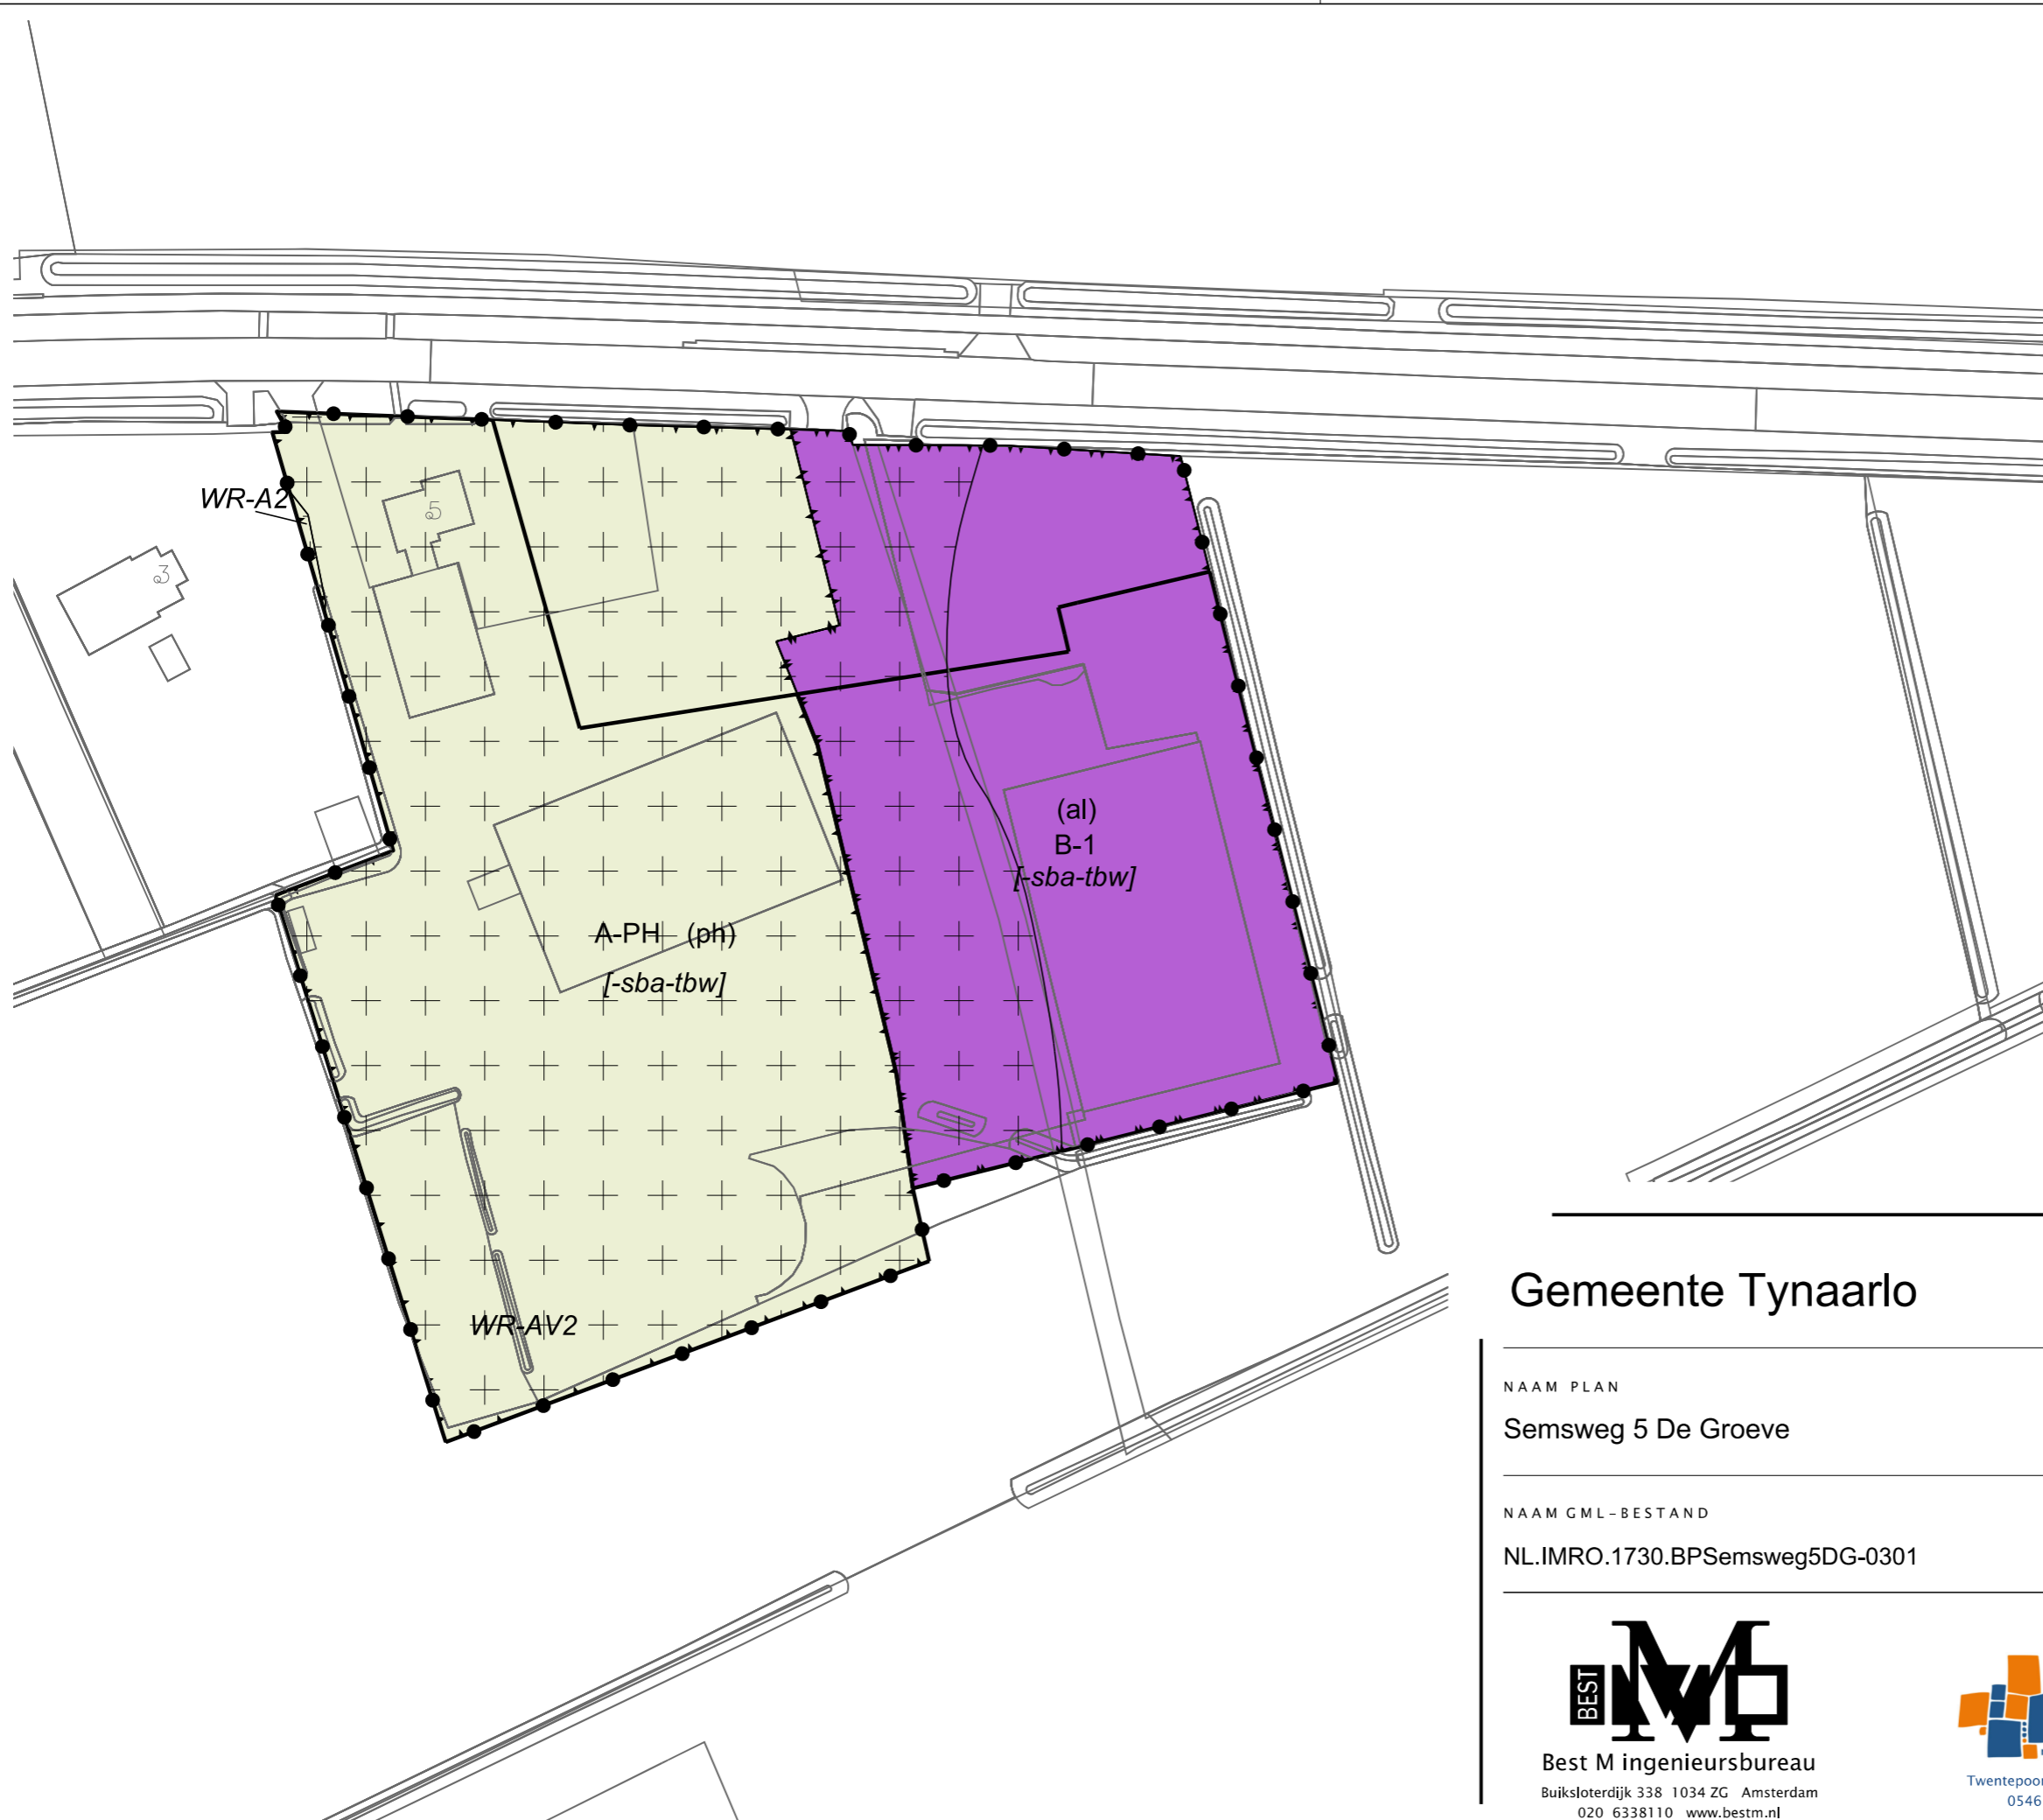 WR-A2
5
3
(al)
B-1
[-sba-tbw]
A-PH (ph)
[-sba-tbw]
WR-AV2
Gemeente Tynaarlo
NAAM PLAN
Semsweg 5 De Groeve
NAAM GML-BESTAND
NL.IMRO.1730.BPSemsweg5DG-0301
BEST
M
Best M ingenieursbureau
Buiksloterdijk 338 1034 ZG Amsterdam
020 6338110 www.bestm.nl
Twentepoor
0546